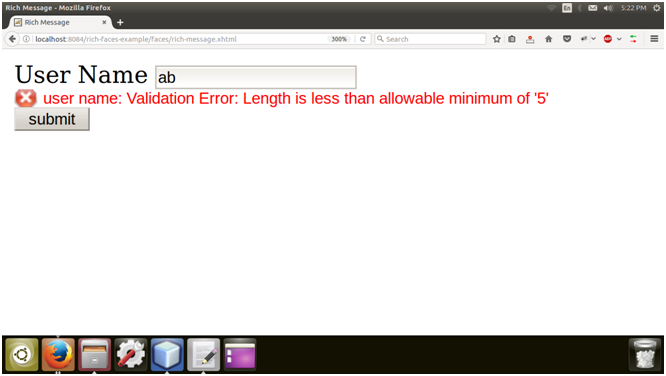 Rich Message - Mozilla Firefox
En
5:22 PM
Rich Message
localhost:8084/rich-faces-example/faces/rich-message.xhtml
300%
Search
ABP
User Name ab
user name: Validation Error: Length is less than allowable minimum of '5'
submit